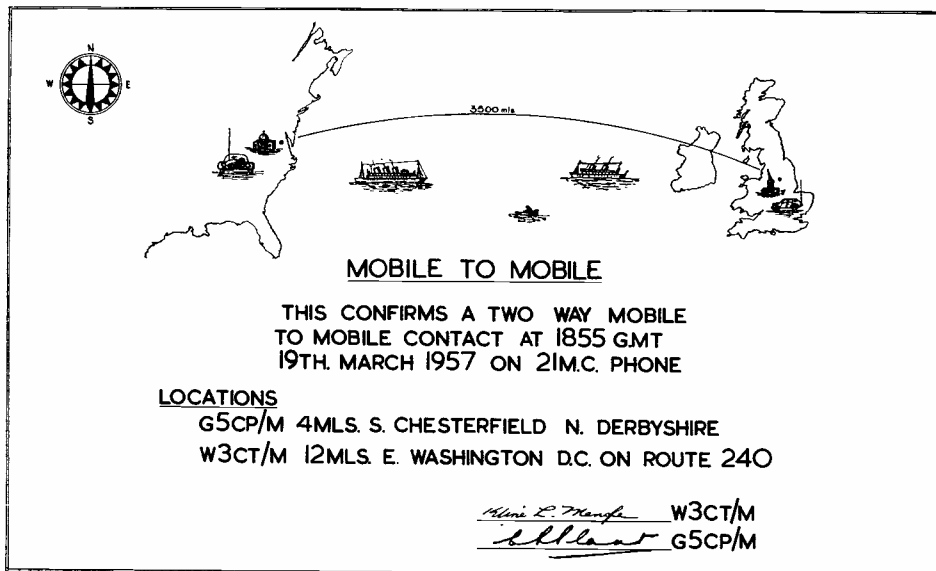 N
W E
S
3500 mls
MOBILE TO MOBILE
THIS CONFIRMS A TWO WAY MOBILE
TO MOBILE CONTACT AT 1855 G.M.T
19TH. MARCH 1957 ON 21M.C. PHONE
LOCATIONS
G5CP/M 4MLS. S. CHESTERFIELD N. DERBYSHIRE
W3CT/M 12MLS. E. WASHINGTON D.C. ON ROUTE 240
W3CT/M
G5CP/M